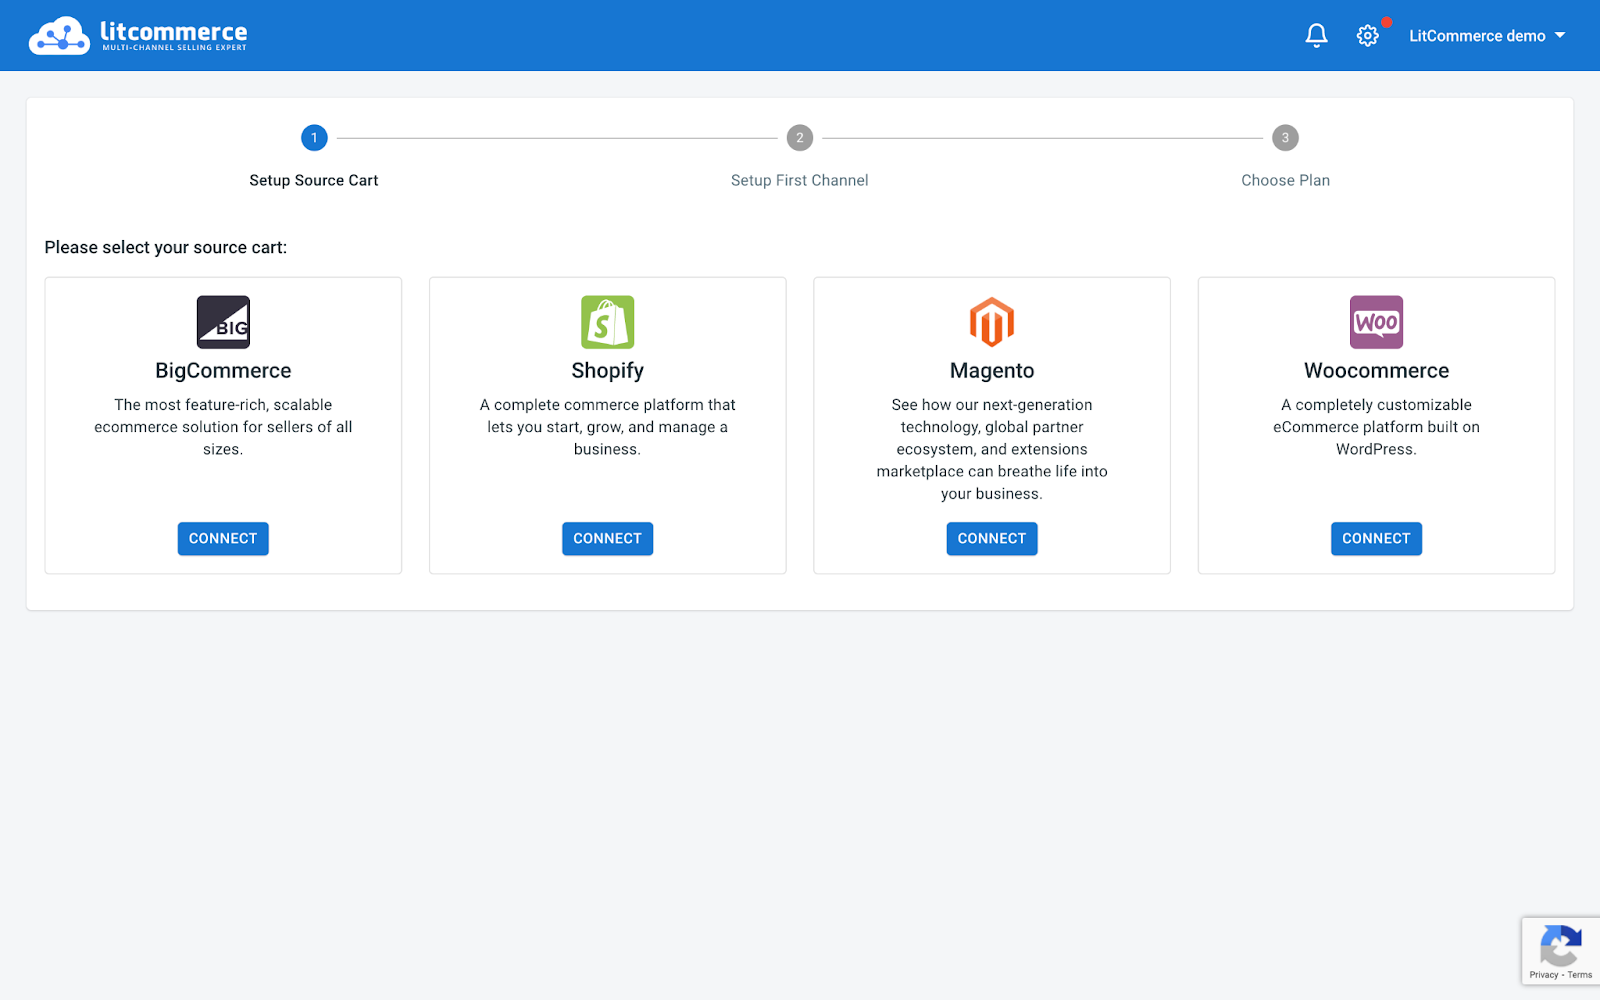 litcommerce
MULTI-CHANNEL SELLING EXPERT
LitCommerce demo
1
2
3
Setup Source Cart
Setup First Channel
Choose Plan
Please select your source cart:
BIG
BigCommerce
The most feature-rich, scalable
ecommerce solution for sellers of all
sizes.
CONNECT
S
Shopify
A complete commerce platform that
lets you start, grow, and manage a
business.
CONNECT
Magento
See how our next-generation
technology, global partner
ecosystem, and extensions
marketplace can breathe life into
your business.
CONNECT
WOO
Woocommerce
A completely customizable
eCommerce platform built on
WordPress.
CONNECT
Privacy - Terms